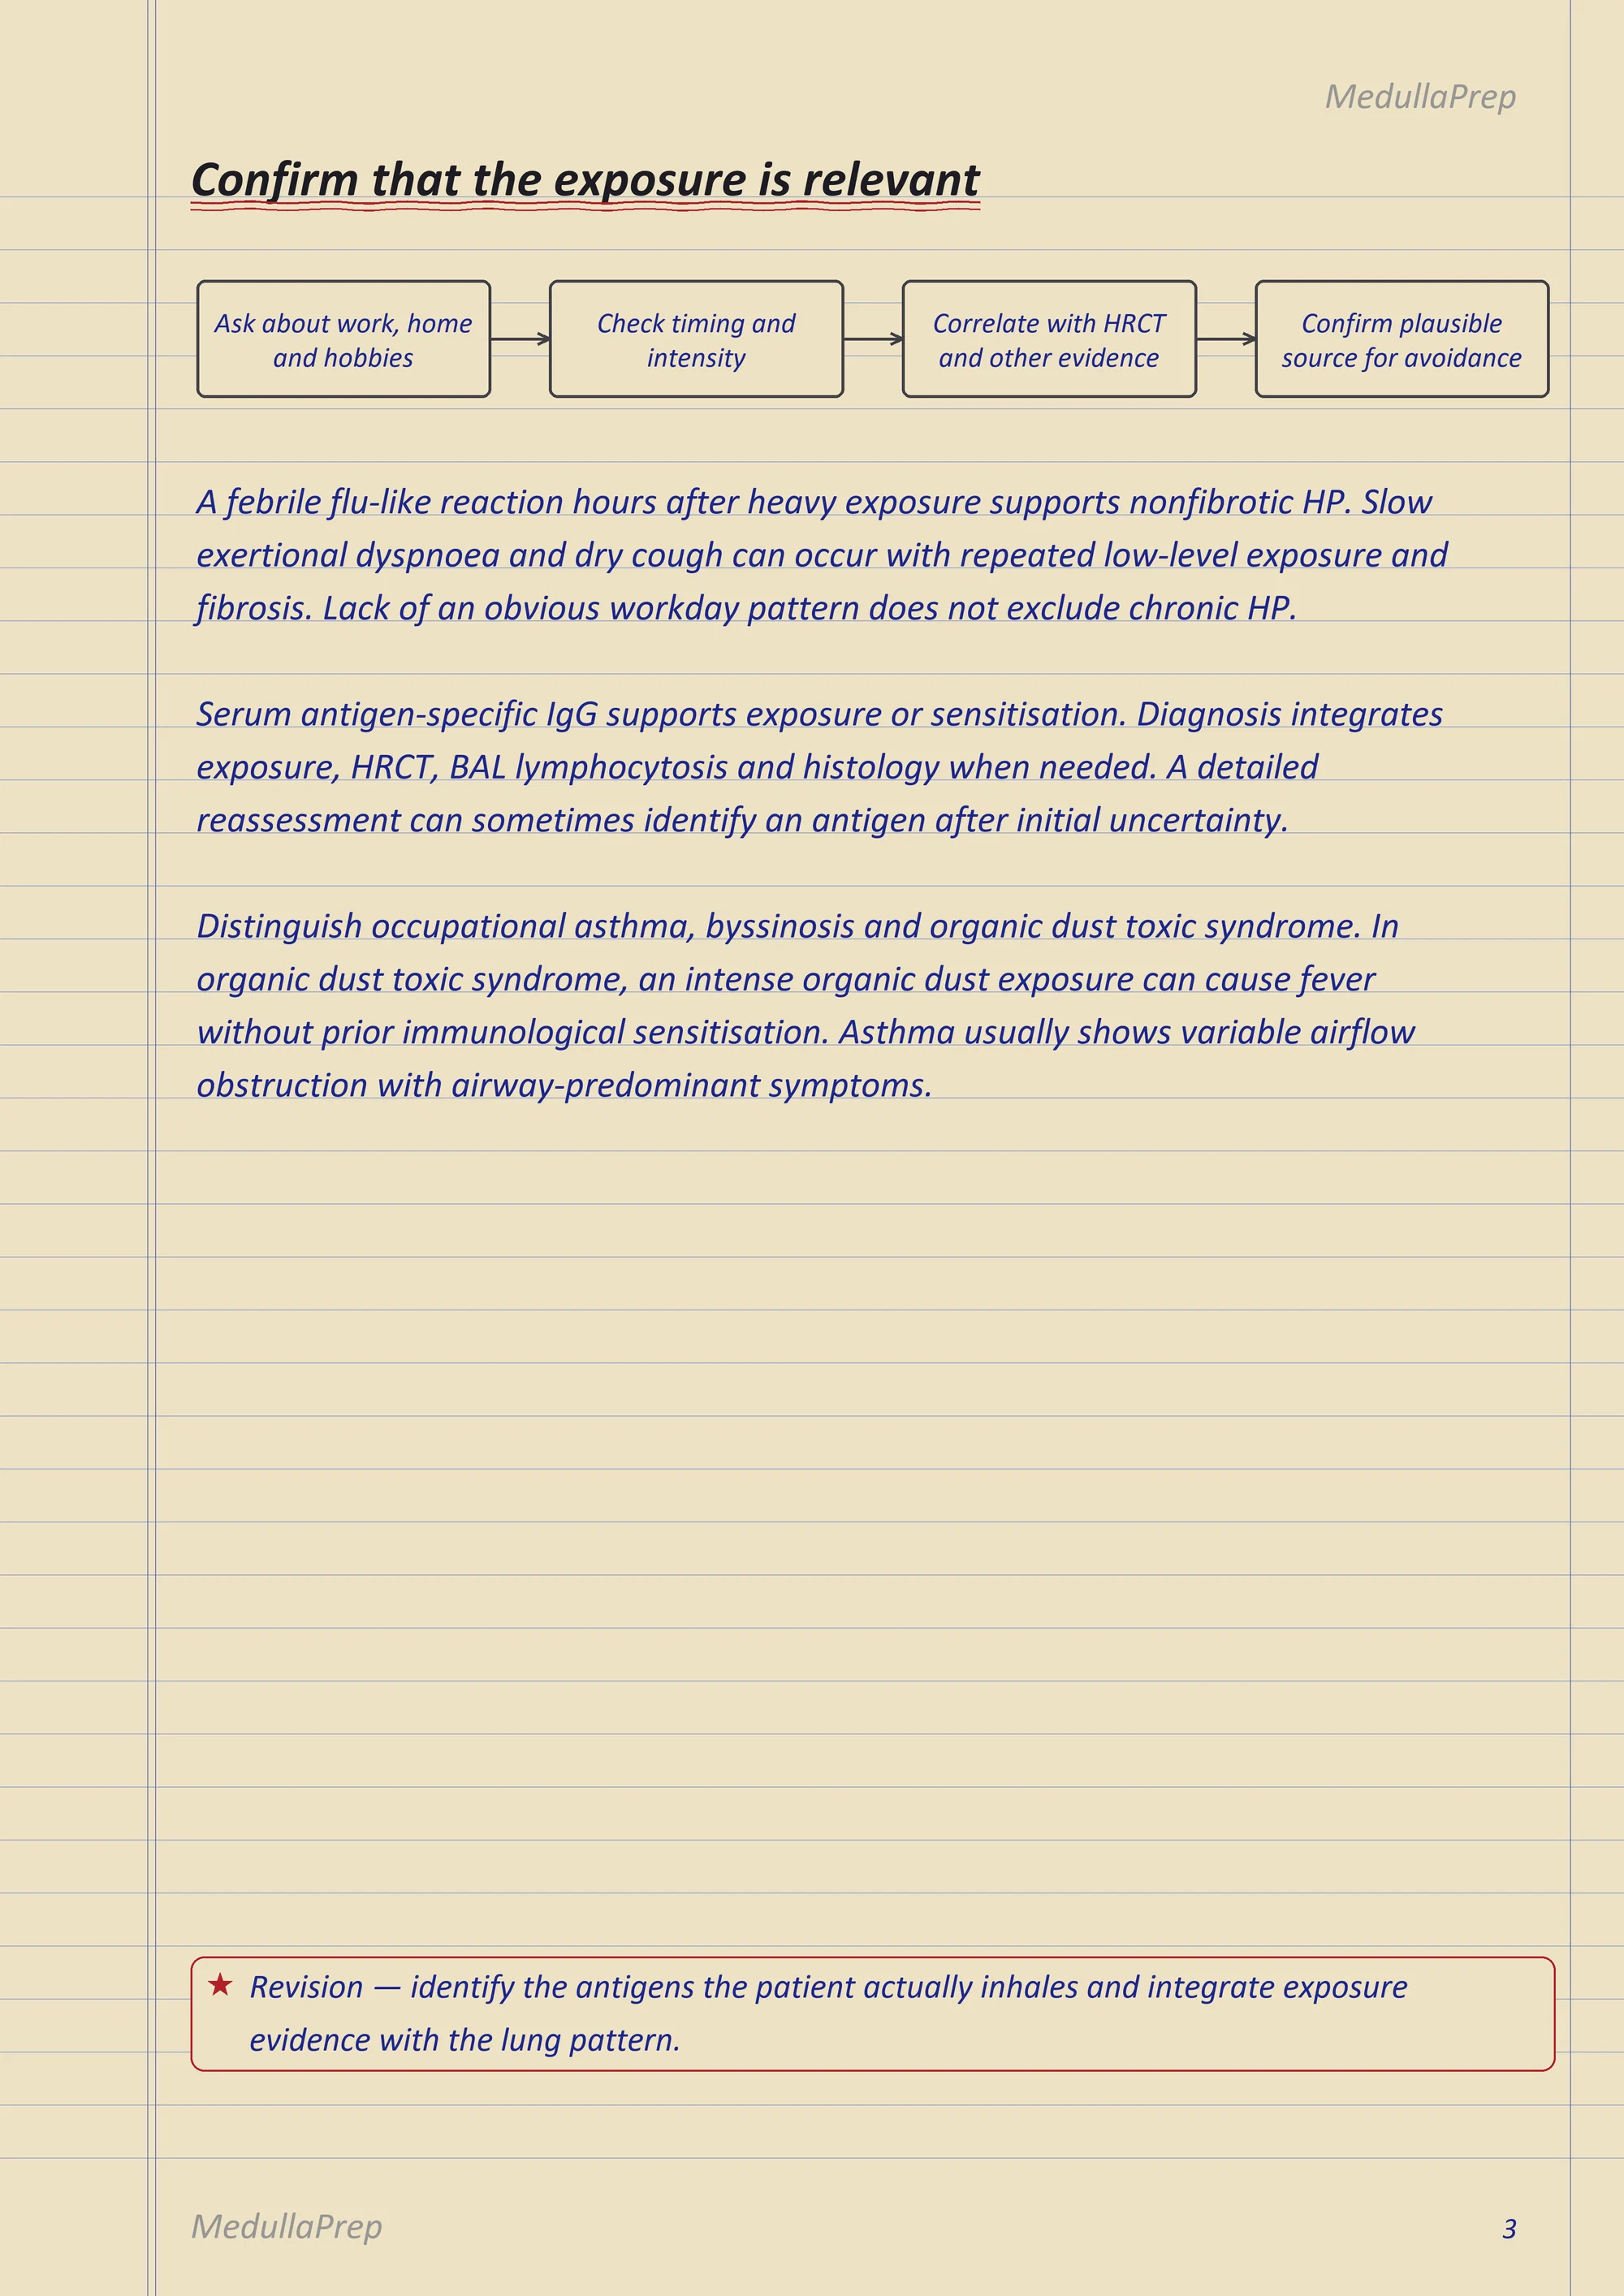 MedullaPrep
Confirm that the exposure is relevant
Ask about work, home
and hobbies
Check timing and
intensity
Correlate with HRCT
and other evidence
Confirm plausible
source for avoidance
A febrile flu-like reaction hours after heavy exposure supports nonfibrotic HP. Slow
exertional dyspnoea and dry cough can occur with repeated low-level exposure and
fibrosis. Lack of an obvious workday pattern does not exclude chronic HP.
Serum antigen-specific IgG supports exposure or sensitisation. Diagnosis integrates
exposure, HRCT, BAL lymphocytosis and histology when needed. A detailed
reassessment can sometimes identify an antigen after initial uncertainty.
Distinguish occupational asthma, byssinosis and organic dust toxic syndrome. In
organic dust toxic syndrome, an intense organic dust exposure can cause fever
without prior immunological sensitisation. Asthma usually shows variable airflow
obstruction with airway-predominant symptoms.
★ Revision — identify the antigens the patient actually inhales and integrate exposure
evidence with the lung pattern.
MedullaPrep
3